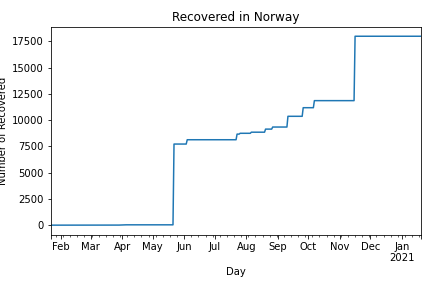 Recovered in Norway
Number of Recovered
17500
15000
12500
10000
7500
5000
2500
0
Feb Mar Apr May Jun Jul Aug Sep Oct Nov Dec Jan
2021
Day